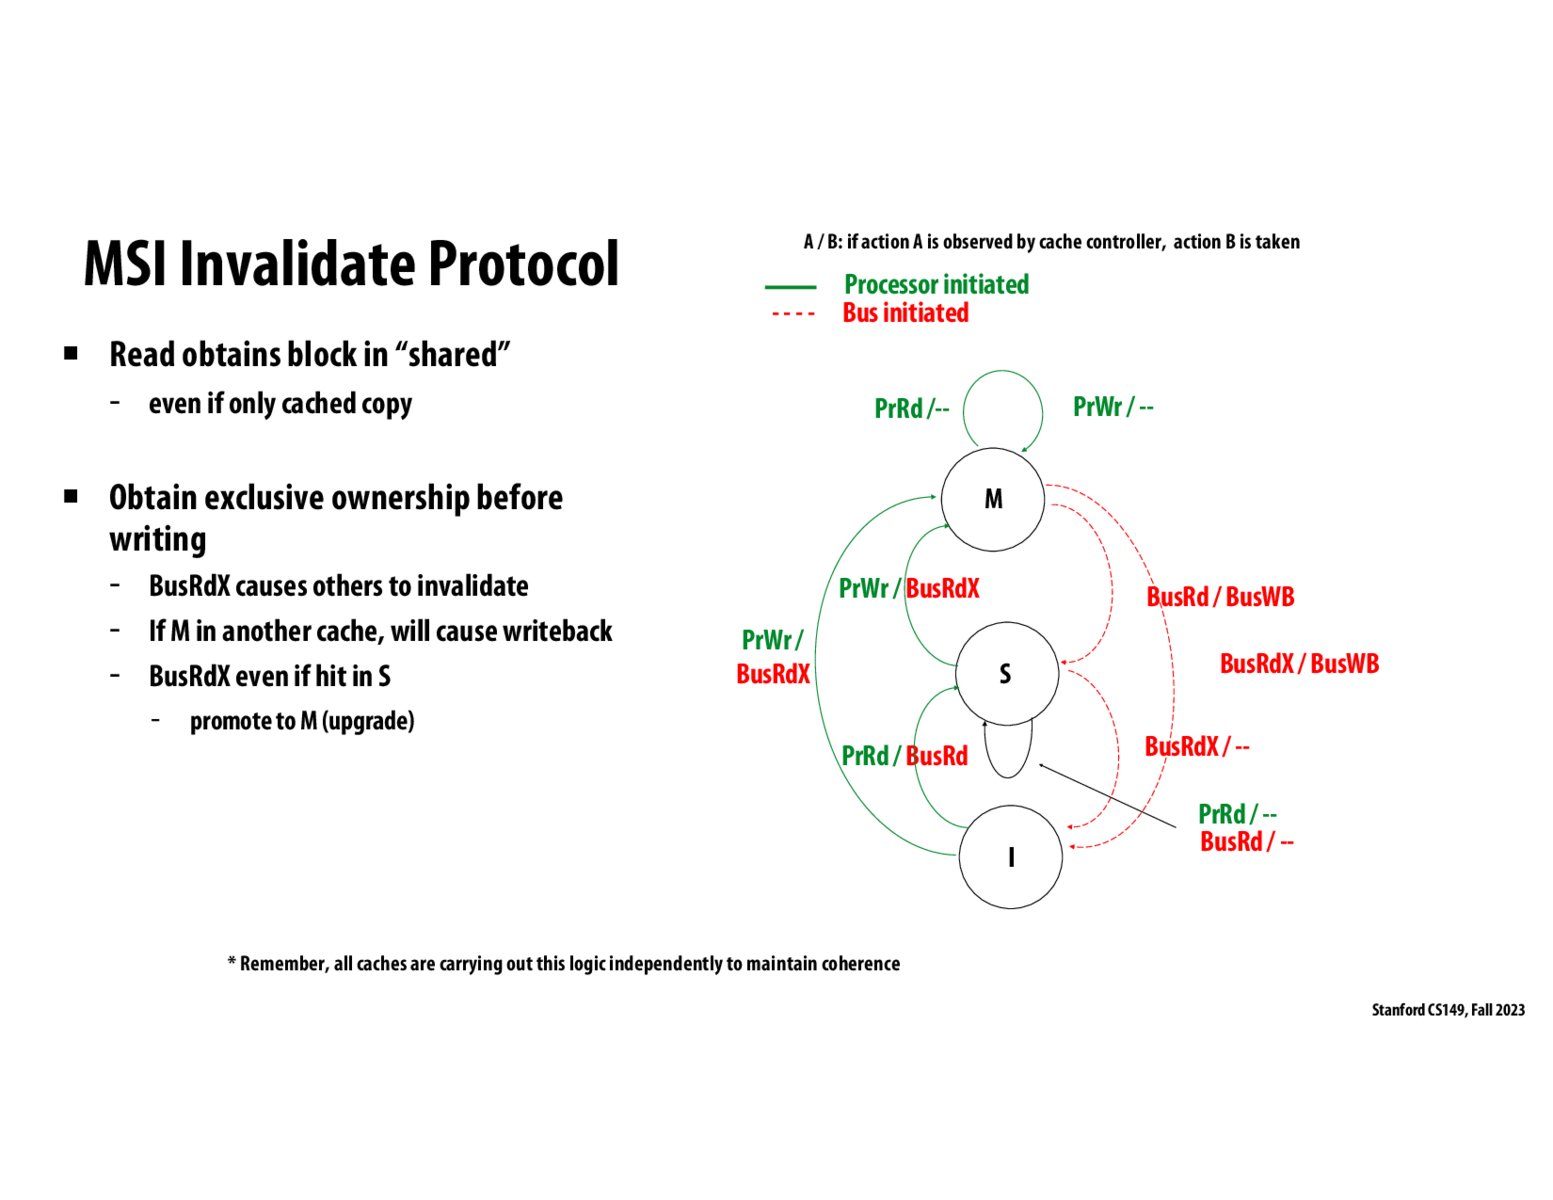 MSI Invalidate Protocol
■ Read obtains block in “shared”
- even if only cached copy
■ Obtain exclusive ownership before
writing
- BusRdX causes others to invalidate
- If M in another cache, will cause writeback
- BusRdX even if hit in S
- promote to M (upgrade)
A / B: if action A is observed by cache controller, action B is taken
Processor initiated
Bus initiated
PrRd /--
PrWr / --
M
PrWr / BusRdX
BusRd / BusWB
PrWr /
BusRdX
BusRdX / BusWB
S
PrRd / BusRd
BusRdX / --
PrRd / --
BusRd / --
I
* Remember, all caches are carrying out this logic independently to maintain coherence
Stanford CS149, Fall 2023